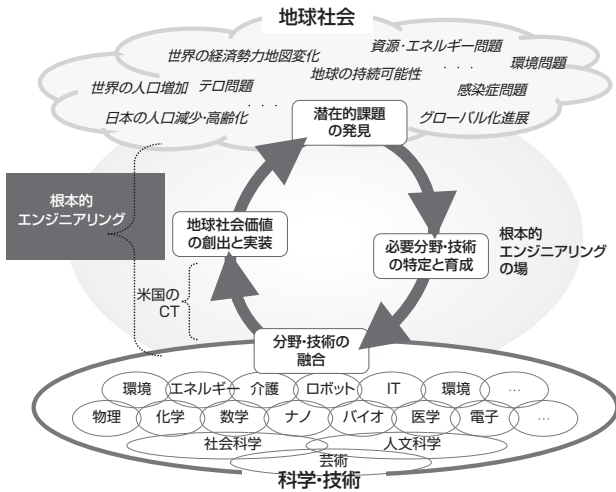 地球社会
世界の経済勢力地図変化
資源・エネルギー問題
世界の人口増加
テロ問題
地球の持続可能性
· · ·
環境問題
· · ·
感染症問題
日本の人口減少・高齢化
グローバル化進展
潜在的課題
の発見
根本的
エンジニアリング
地球社会価値
の創出と実装
必要分野・技術
の特定と育成
根本的
エンジニアリング
の場
米国の
CT
分野・技術の
融合
環境
エネルギー
介護
ロボット
IT
環境
…
物理
化学
数学
ナノ
バイオ
医学
電子
…
社会科学
人文科学
芸術
科学・技術